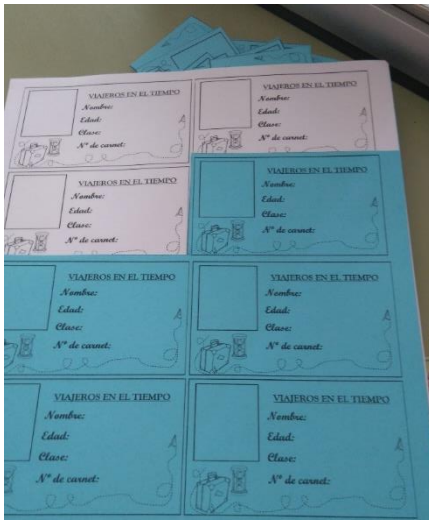 VIAJEROS EN EL TIEMPO
Nombre:
Edad:
Clase:
Nº de carnet:
VIAJEROS EN EL TIEMPO
Nombre:
Edad:
Clase:
Nº de carnet:
VIAJEROS EN EL TIEMPO
Nombre:
Edad:
Clase:
Nº de carnet:
VIAJEROS EN EL TIEMPO
Nombre:
Edad:
Clase:
Nº de carnet:
VIAJEROS EN EL TIEMPO
Nombre:
Edad:
Clase:
Nº de carnet:
VIAJEROS EN EL TIEMPO
Nombre:
Edad:
Clase:
Nº de carnet:
VIAJEROS EN EL TIEMPO
Nombre:
Edad:
Clase:
Nº de carnet:
VIAJEROS EN EL TIEMPO
Nombre:
Edad:
Clase:
Nº de carnet: